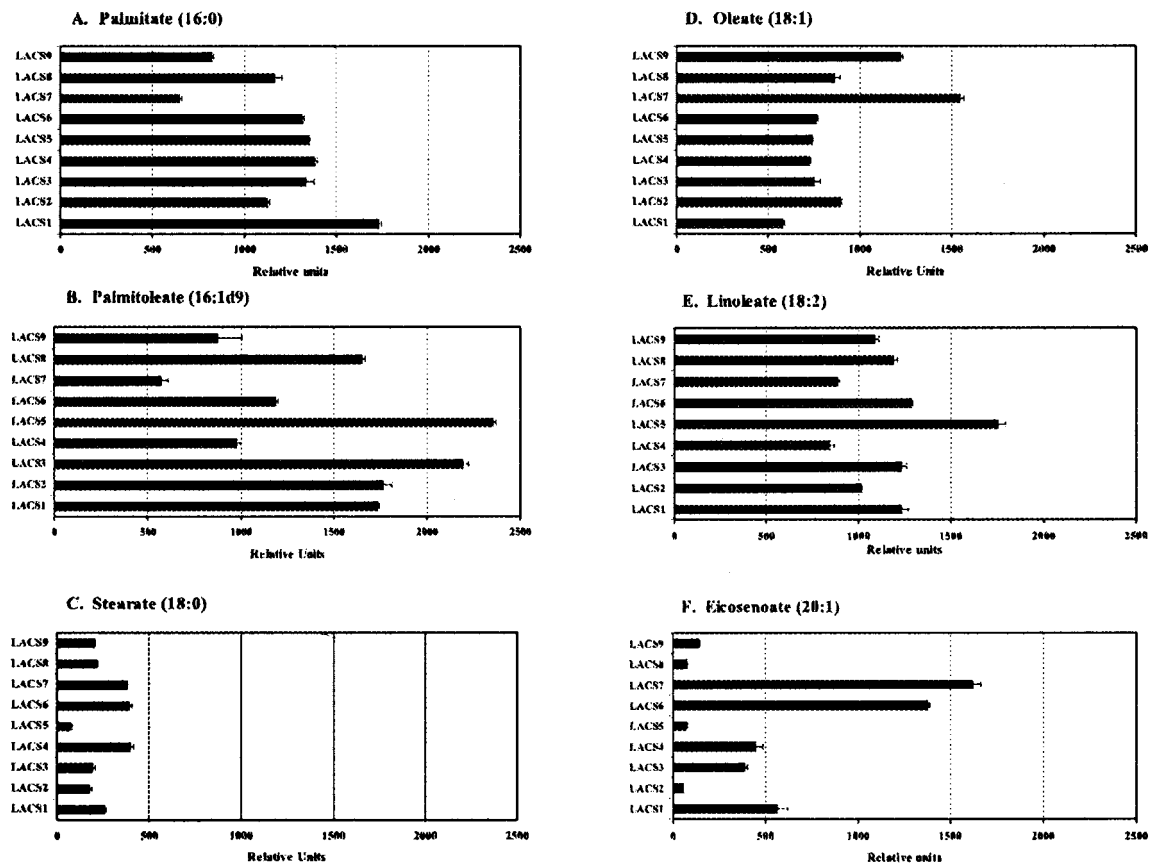 A. Palmitate (16:0)
LACS9
LACS8
LACS7
LACS6
LACS5
LACS4
LACS3
LACS2
LACS1
0 500 1000 1500 2000 2500
Relative units
B. Palmitoleate (16:1d9)
LACS9
LACS8
LACS7
LACS6
LACS5
LACS4
LACS3
LACS2
LACS1
0 500 1000 1500 2000 2500
Relative Units
C. Stearate (18:0)
LACS9
LACS8
LACS7
LACS6
LACS5
LACS4
LACS3
LACS2
LACS1
0 500 1000 1500 2000 2500
Relative Units
D. Oleate (18:1)
LACS9
LACS8
LACS7
LACS6
LACS5
LACS4
LACS3
LACS2
LACS1
0 500 1000 1500 2000 2500
Relative Units
E. Linoleate (18:2)
LACS9
LACS8
LACS7
LACS6
LACS5
LACS4
LACS3
LACS2
LACS1
0 500 1000 1500 2000 2500
Relative units
F. Eicosenoate (20:1)
LACS9
LACS8
LACS7
LACS6
LACS5
LACS4
LACS3
LACS2
LACS1
0 500 1000 1500 2000 2500
Relative units